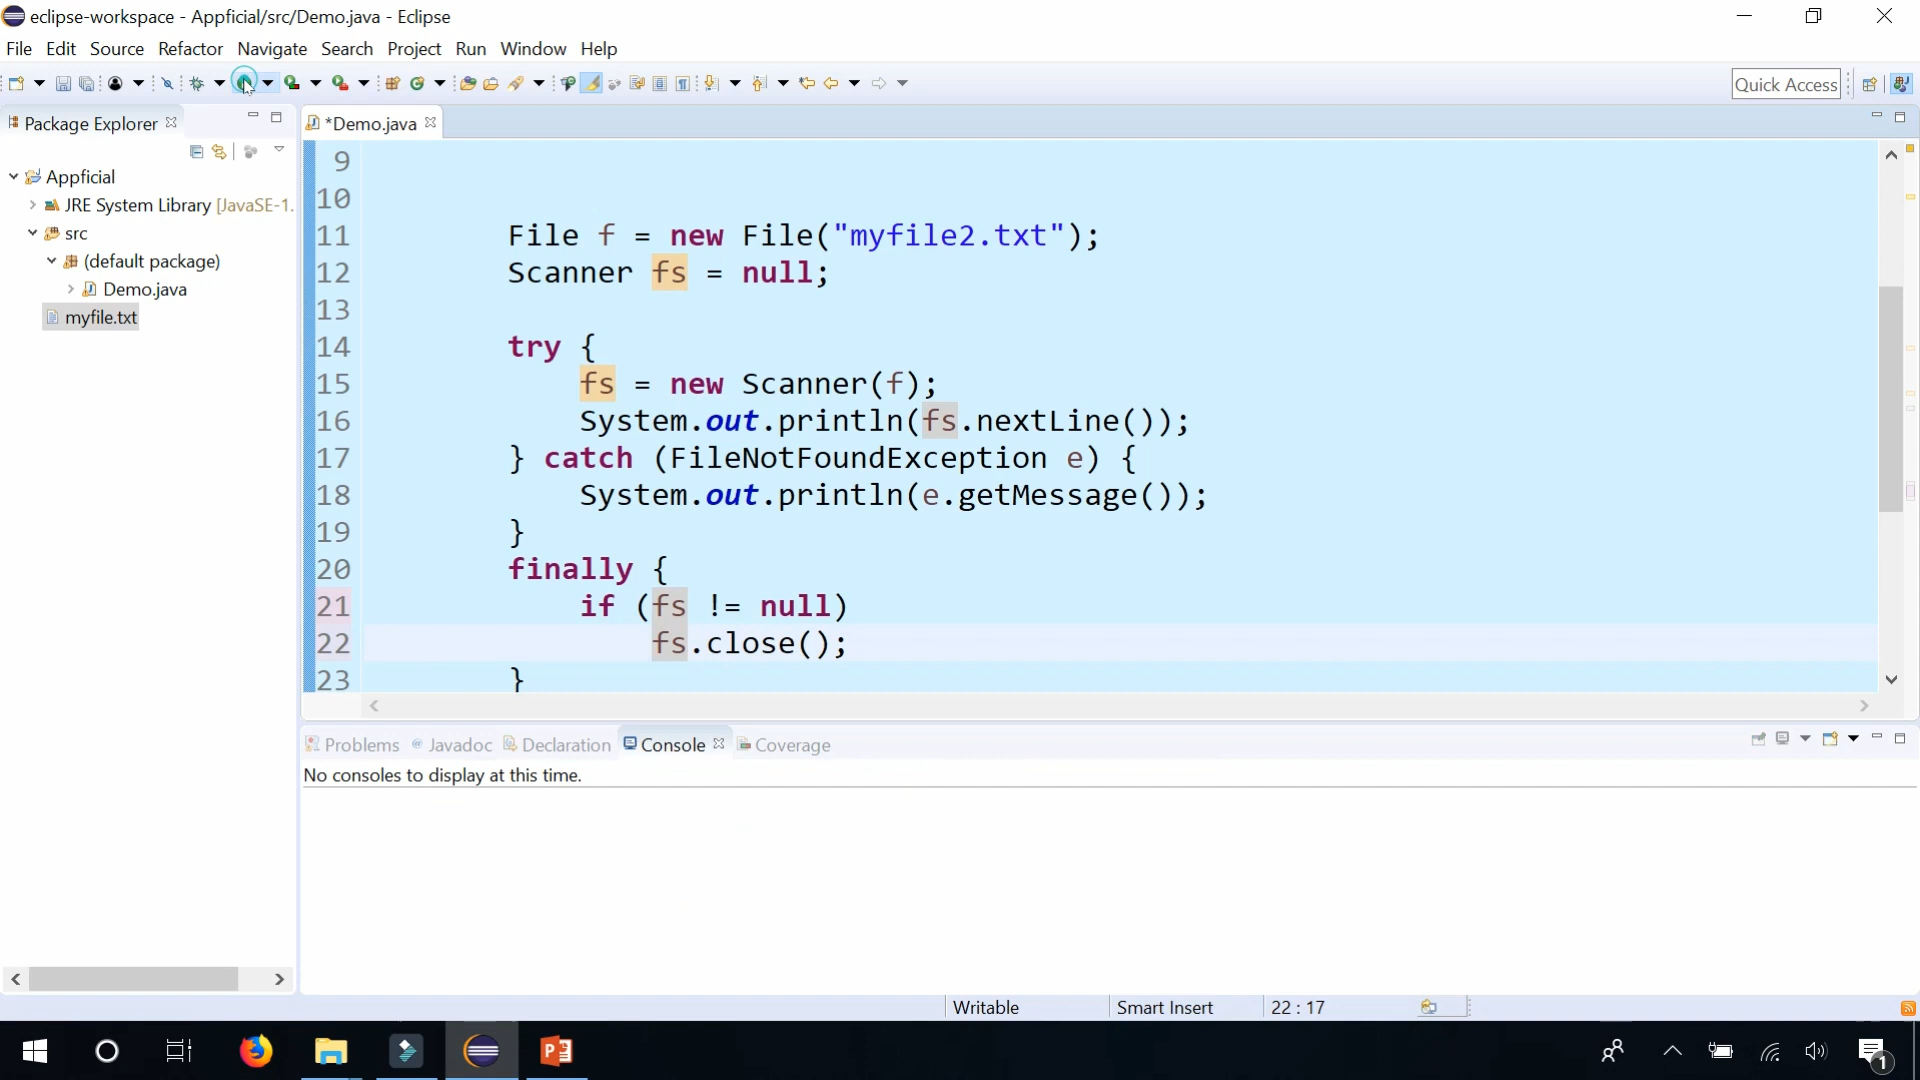 eclipse-workspace - Appficial/src/Demo.java - Eclipse
File Edit Source Refactor Navigate Search Project Run Window Help
Quick Access
Package Explorer
*Demo.java
Appficial
JRE System Library [JavaSE-1.
src
(default package)
Demo.java
myfile.txt
9
10
11 File f = new File("myfile2.txt");
12 Scanner fs = null;
13
14 try {
15 fs = new Scanner(f);
16 System.out.println(fs.nextLine());
17 } catch (FileNotFoundException e) {
18 System.out.println(e.getMessage());
19 }
20 finally {
21 if (fs != null)
22 fs.close();
23 }
Problems Javadoc Declaration Console Coverage
No consoles to display at this time.
Writable Smart Insert 22 : 17
1